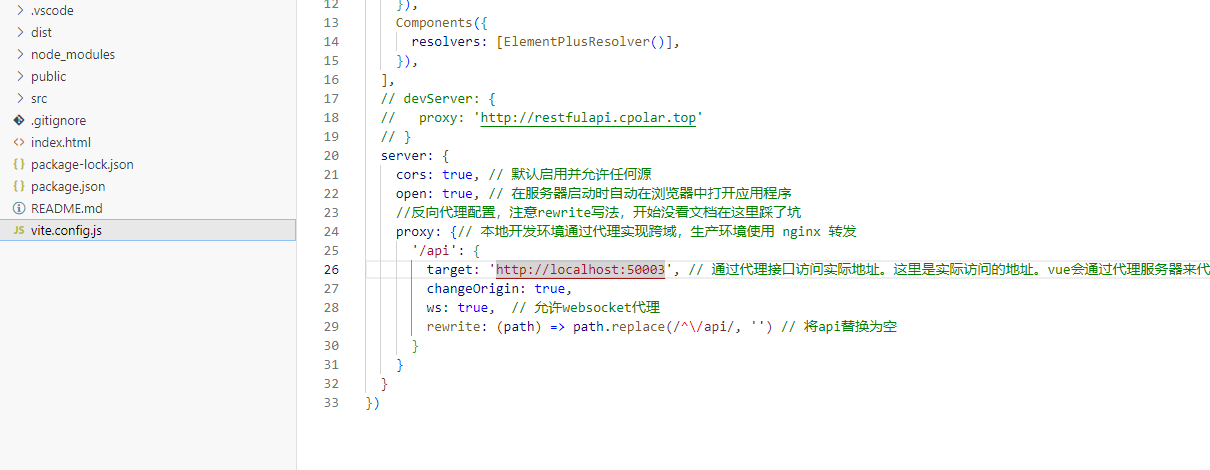 .vscode
dist
node_modules
public
src
.gitignore
index.html
package-lock.json
package.json
README.md
JS vite.config.js
12 }),
13 Components({
14 resolvers: [ElementPlusResolver()],
15 }),
16 ],
17 // devServer: {
18 //   proxy: 'http://restfulapi.cpolar.top'
19 // }
20 server: {
21 cors: true, // 默认启用并允许任何源
22 open: true, // 在服务器启动时自动在浏览器中打开应用程序
23 //反向代理配置，注意rewrite写法，开始没看文档在这里踩了坑
24 proxy: {// 本地开发环境通过代理实现跨域，生产环境使用 nginx 转发
25 '/api': {
26 target: 'http://localhost:50003', // 通过代理接口访问实际地址。这里是实际访问的地址。vue会通过代理服务器来代
27 changeOrigin: true,
28 ws: true,  // 允许websocket代理
29 rewrite: (path) => path.replace(/^\/api/, '') // 将api替换为空
30 }
31 }
32 }
33 })